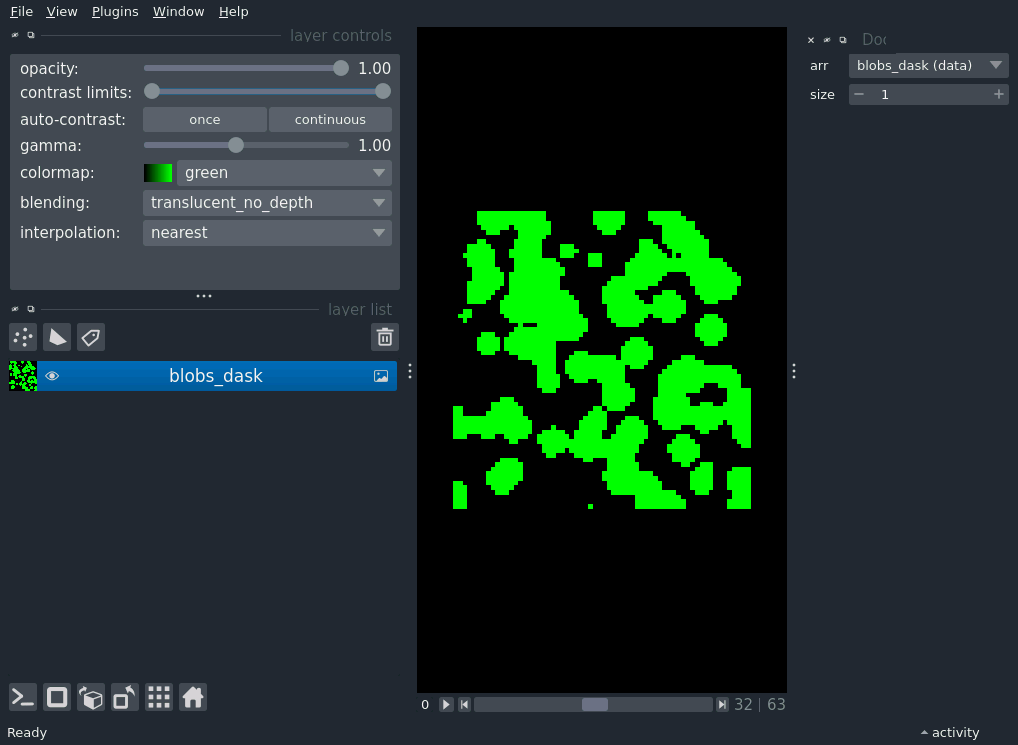 File View Plugins Window Help
layer controls
opacity: 1.00
contrast limits:
auto-contrast: once continuous
gamma: 1.00
colormap: green
blending: translucent_no_depth
interpolation: nearest
layer list
blobs_dask
Ready
0 32 | 63
Doc
arr blobs_dask (data)
size 1
activity